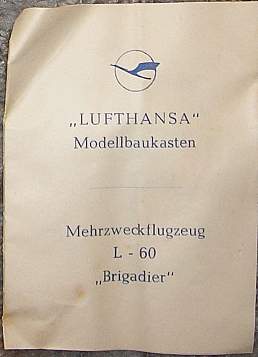 „LUFTHANSA"
Modellbaukasten
Mehrzweckflugzeug
L - 60
„Brigadier"